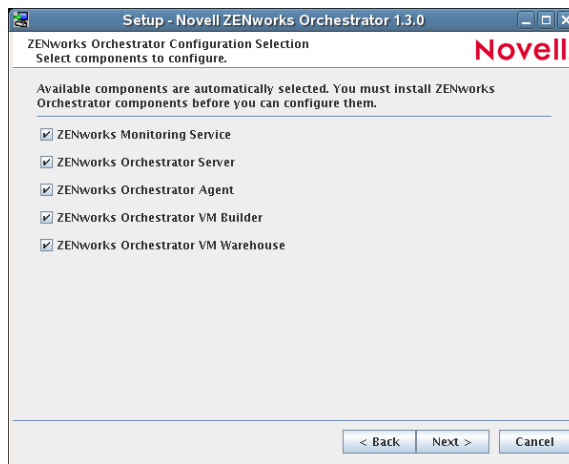 Setup - Novell ZENworks Orchestrator 1.3.0
ZENworks Orchestrator Configuration Selection
Select components to configure.
Novell
Available components are automatically selected. You must install ZENworks
Orchestrator components before you can configure them.
ZENworks Monitoring Service
ZENworks Orchestrator Server
ZENworks Orchestrator Agent
ZENworks Orchestrator VM Builder
ZENworks Orchestrator VM Warehouse
< Back
Next >
Cancel